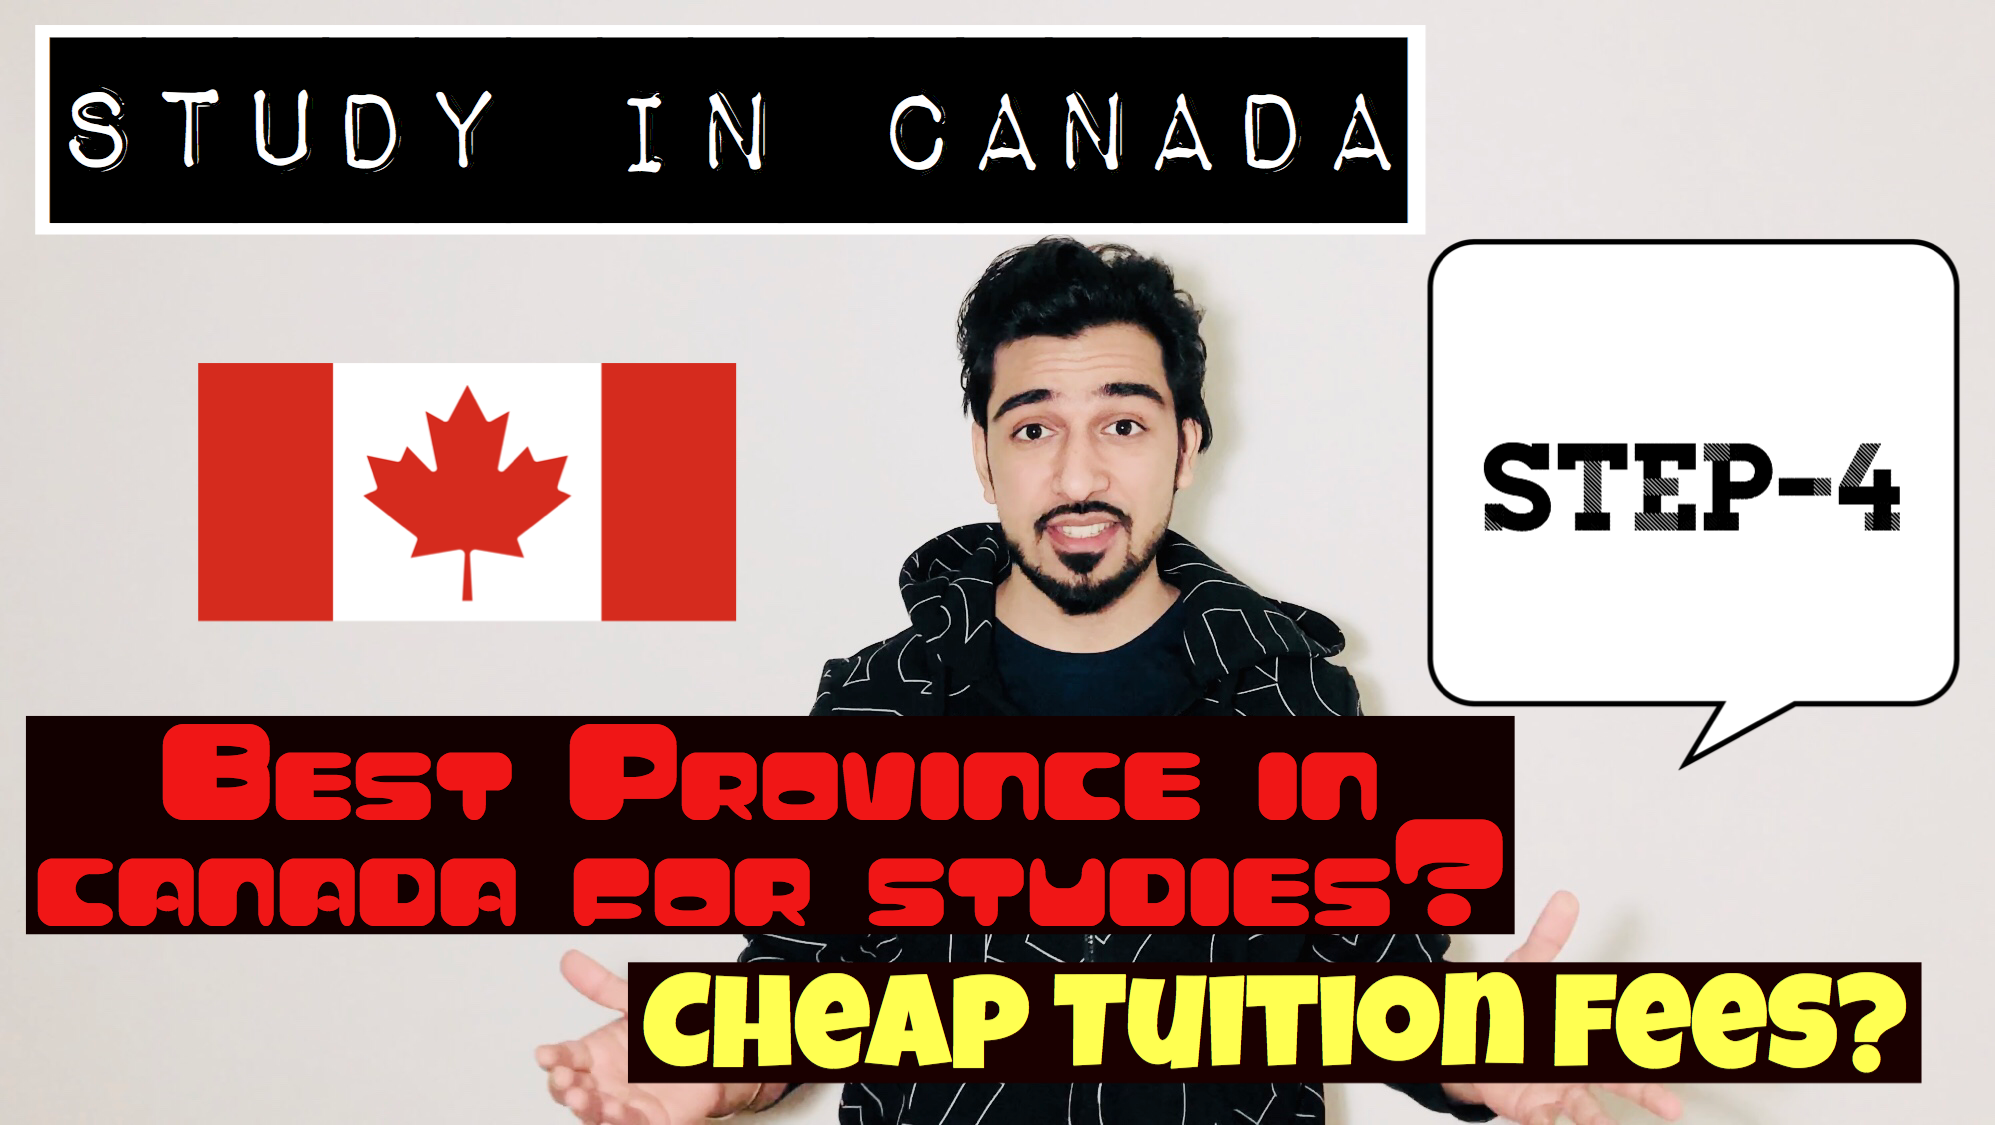 STUDY IN CANADA
STEP-4
Best Province in
canada for studies?
CHeAP TuiTion Fees?